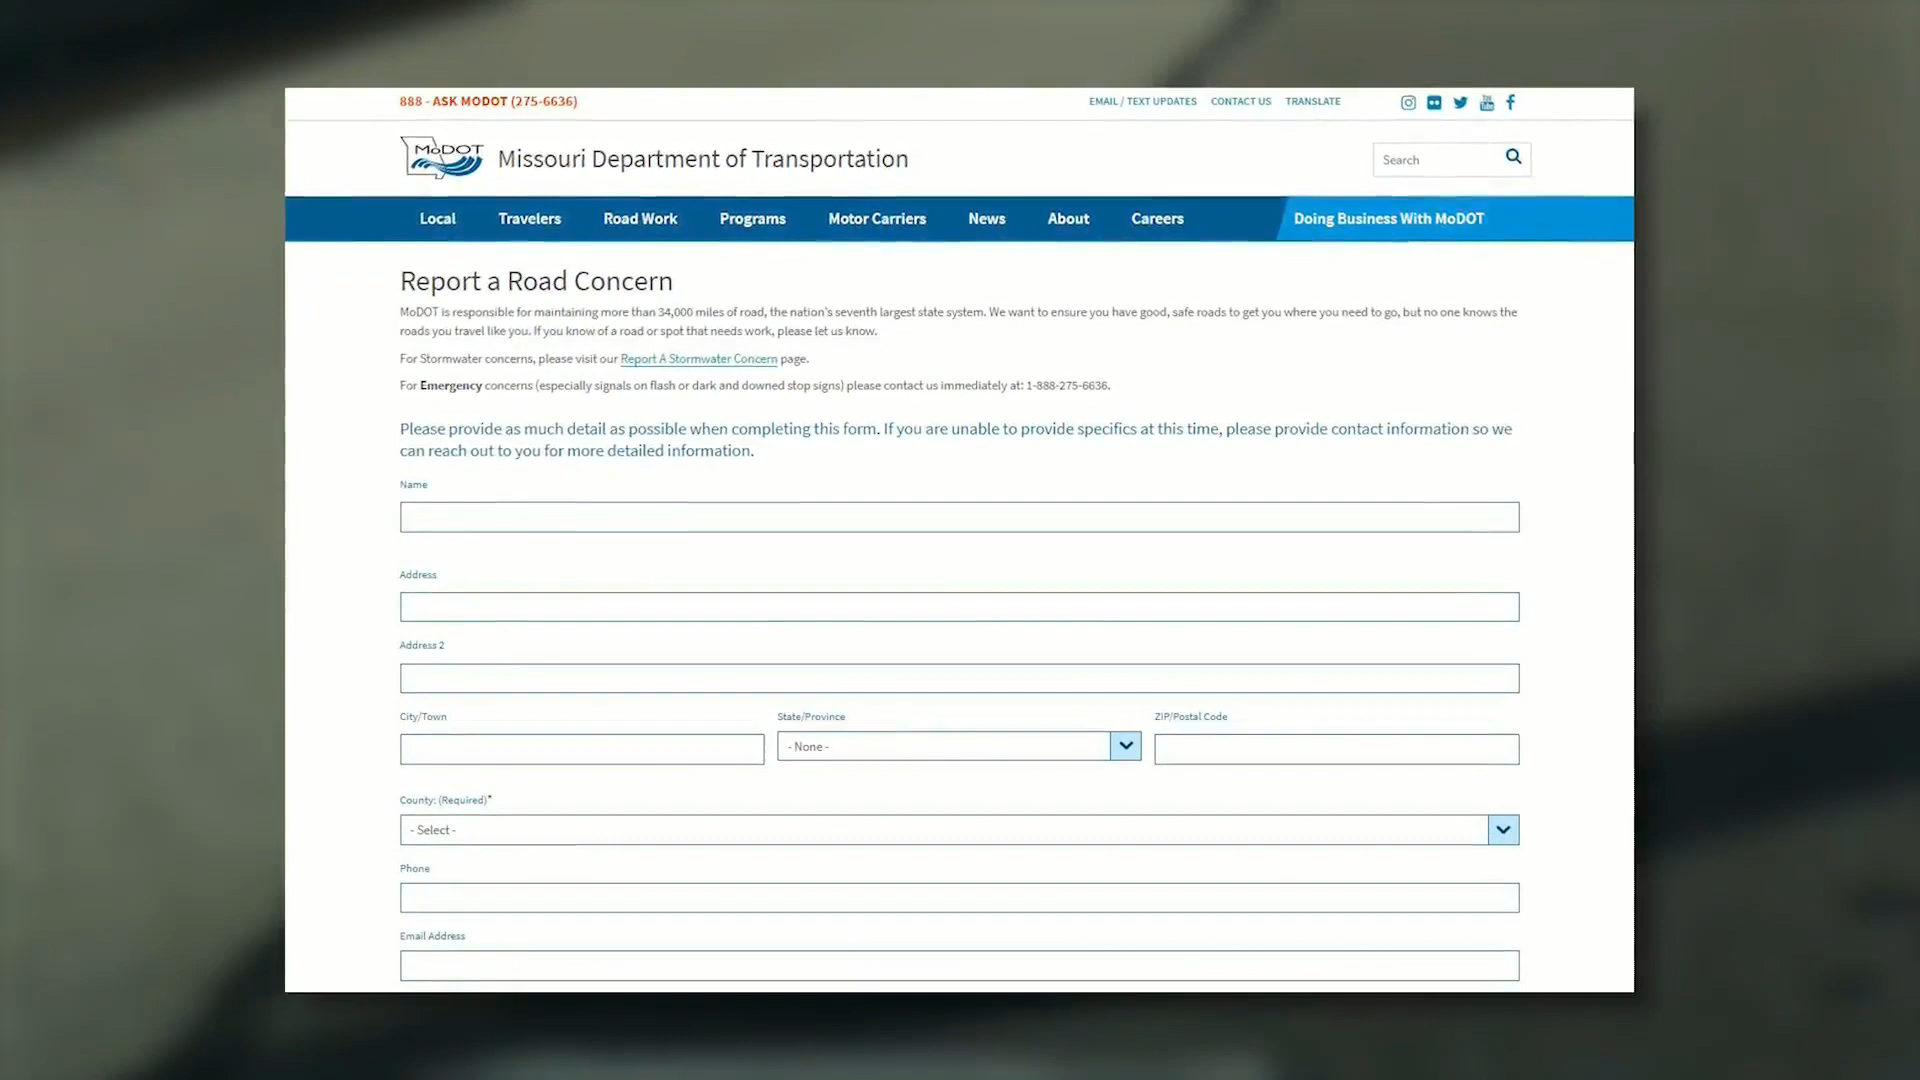 888 - ASK MODOT (275-6636)
EMAIL / TEXT UPDATES CONTACT US TRANSLATE
MoDOT
Missouri Department of Transportation
Search
Local Travelers Road Work Programs Motor Carriers News About Careers Doing Business With MoDOT
Report a Road Concern
MoDOT is responsible for maintaining more than 34,000 miles of road, the nation's seventh largest state system. We want to ensure you have good, safe roads to get you where you need to go, but no one knows the
roads you travel like you. If you know of a road or spot that needs work, please let us know.
For Stormwater concerns, please visit our Report A Stormwater Concern page.
For Emergency concerns (especially signals on flash or dark and downed stop signs) please contact us immediately at: 1-888-275-6636.
Please provide as much detail as possible when completing this form. If you are unable to provide specifics at this time, please provide contact information so we
can reach out to you for more detailed information.
Name
Address
Address 2
City/Town State/Province ZIP/Postal Code
- None -
County: (Required)*
- Select -
Phone
Email Address